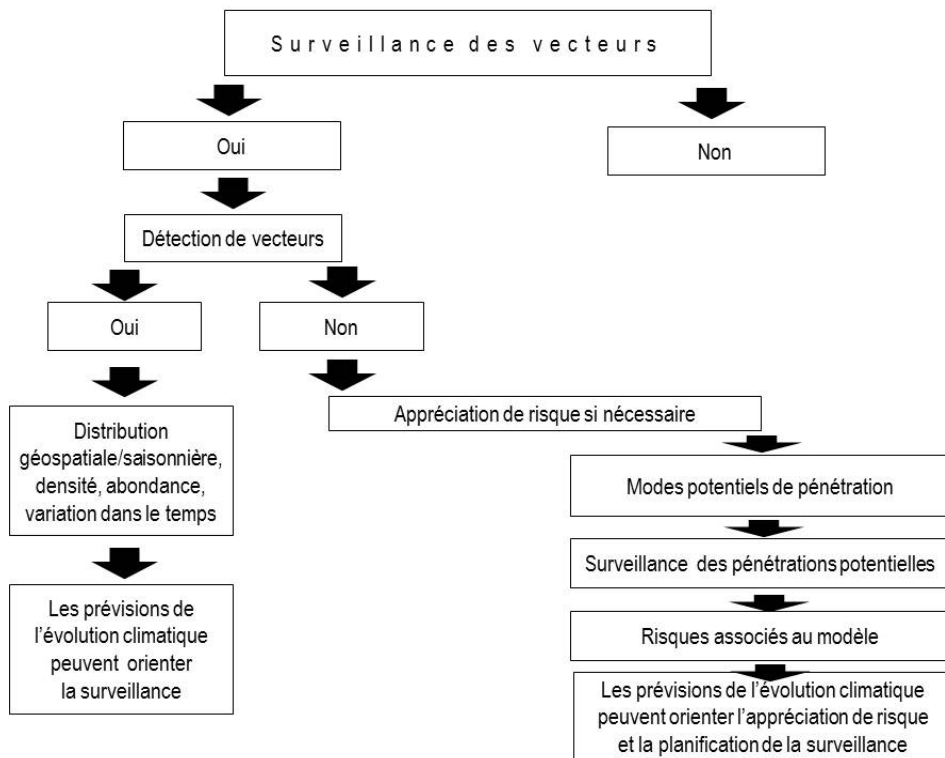 Surveillance des vecteurs
Oui
Non
Détection de vecteurs
Oui
Non
Appréciation de risque si nécessaire
Distribution
géospatiale/saisonnière,
densité, abondance,
variation dans le temps
Modes potentiels de pénétration
Surveillance des pénétrations potentielles
Les prévisions de
l'évolution climatique
peuvent orienter
la surveillance
Risques associés au modèle
Les prévisions de l'évolution climatique
peuvent orienter l'appréciation de risque
et la planification de la surveillance